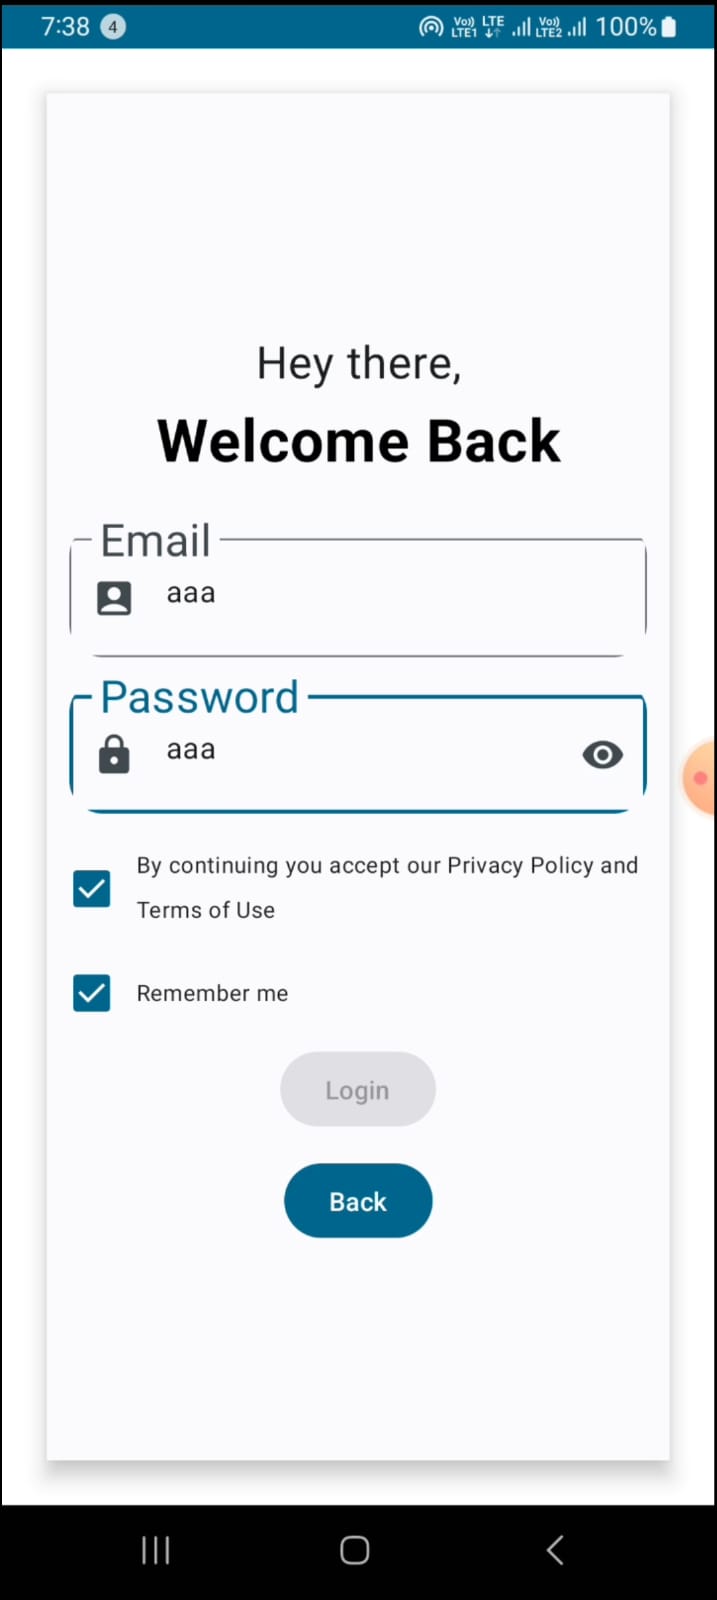 7:38 4 Vo)) LTE1 LTE Vo)) LTE2 100%
Hey there,
Welcome Back
Email
aaa
Password
aaa
By continuing you accept our Privacy Policy and
Terms of Use
Remember me
Login
Back